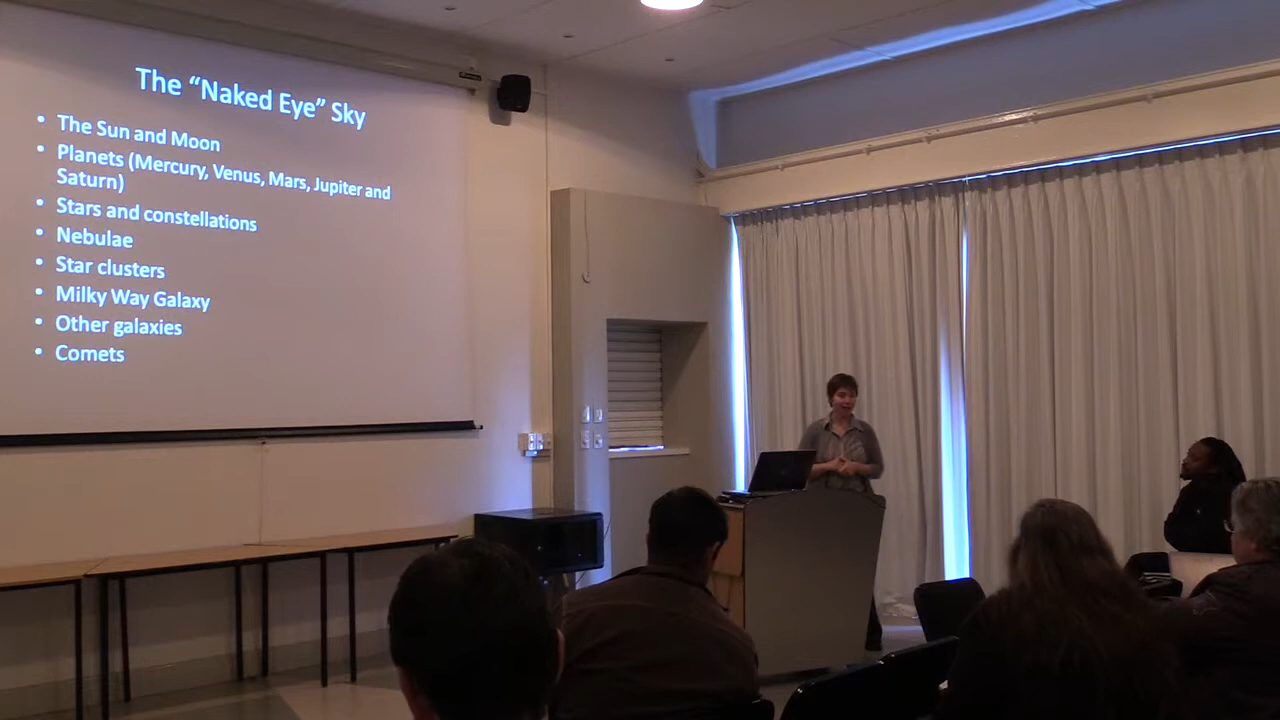 The “Naked Eye” Sky
• The Sun and Moon
• Planets (Mercury, Venus, Mars, Jupiter and
Saturn)
• Stars and constellations
• Nebulae
• Star clusters
• Milky Way Galaxy
• Other galaxies
• Comets